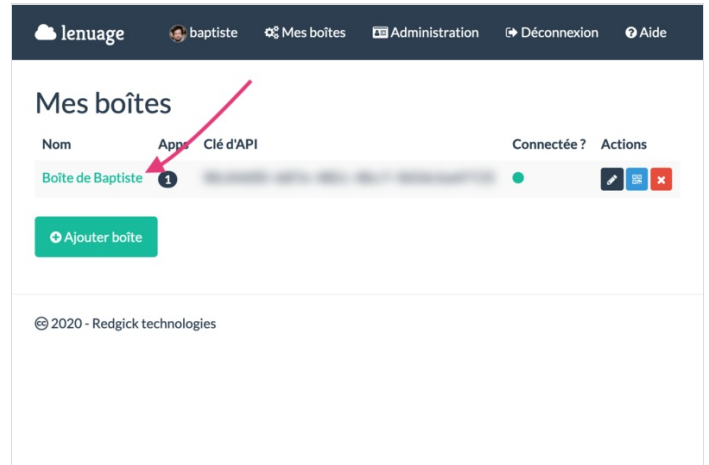 lenuage baptiste Mes boîtes Administration Déconnexion Aide
Mes boîtes
Nom Apps Clé d'API Connectée ? Actions
Boîte de Baptiste 1
Ajouter boîte
2020 - Redgick technologies